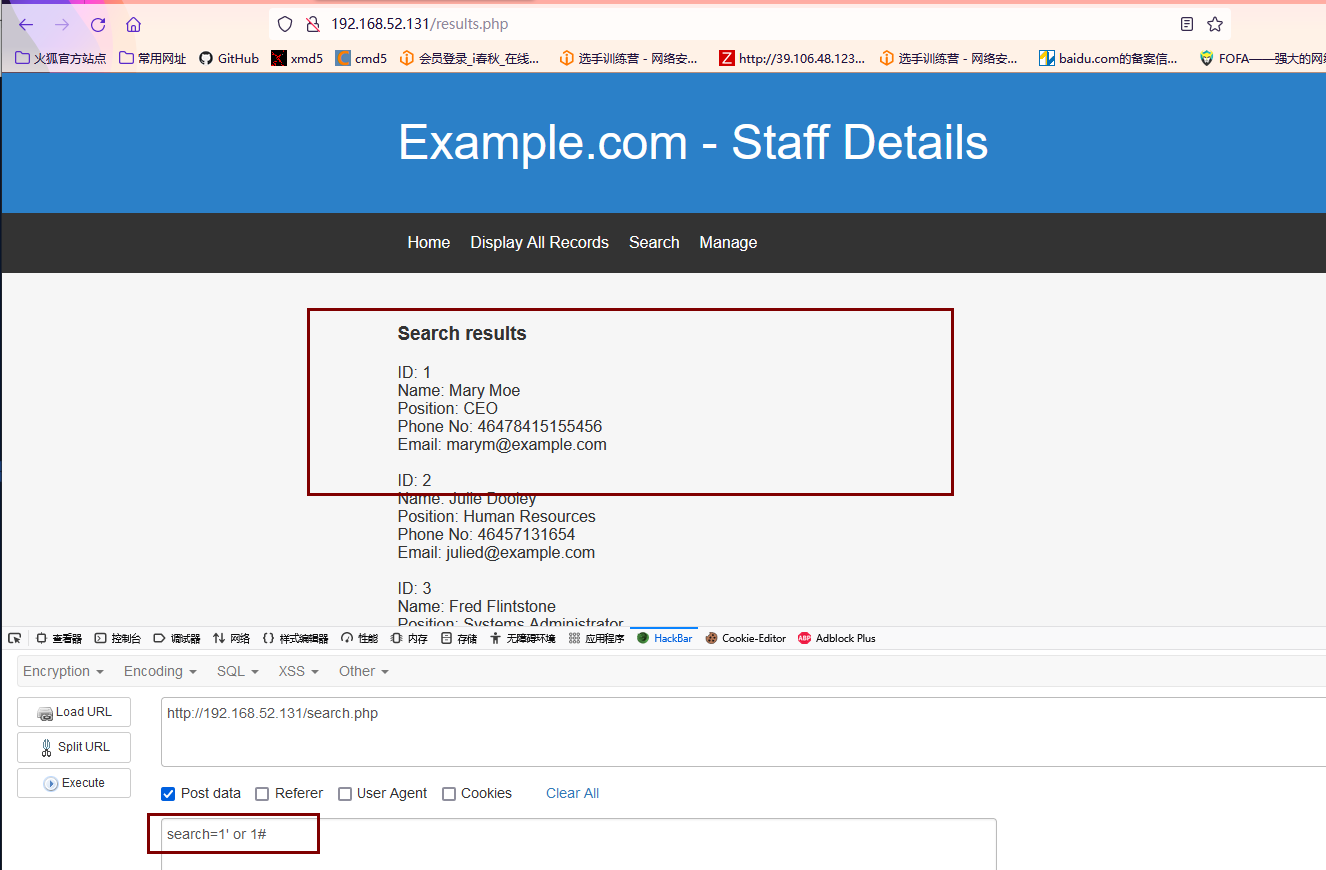 192.168.52.131/results.php
火狐官方站点 常用网址 GitHub xmd5 cmd5 会员登录_i春秋_在线... 选手训练营 - 网络安... http://39.106.48.123... 选手训练营 - 网络安... baidu.com的备案信... FOFA——强大的网
Example.com - Staff Details
Home Display All Records Search Manage
Search results
ID: 1
Name: Mary Moe
Position: CEO
Phone No: 46478415155456
Email: marym@example.com
ID: 2
Name: Julie Dooley
Position: Human Resources
Phone No: 46457131654
Email: julied@example.com
ID: 3
Name: Fred Flintstone
Position: Systems Administrator
查看器 控制台 调试器 网络 样式编辑器 性能 内存 存储 无障碍环境 应用程序 HackBar Cookie-Editor ABP Adblock Plus
Encryption Encoding SQL XSS Other
Load URL http://192.168.52.131/search.php
Split URL
Execute
Post data Referer User Agent Cookies Clear All
search=1' or 1#